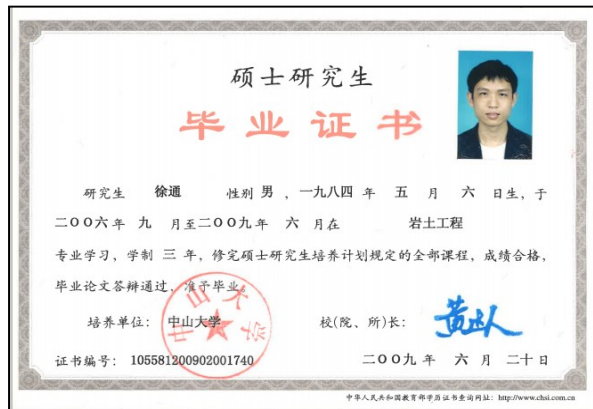 硕士研究生
毕业证书
研究生 徐通 性别 男 ，一九八四 年 五 月 六 日生，于
二〇〇六年 九 月至二〇〇九年 六 月在 岩土工程
专业学习，学制 三 年，修完硕士研究生培养计划规定的全部课程，成绩合格，
毕业论文答辩通过，准予毕业。
培养单位： 中山大学 校(院、所)长： 黄达人
中山大学
证书编号： 105581200902001740 二〇〇九 年 六 月 二十 日
中华人民共和国教育部学历证书查询网址：http://www.chsi.com.cn